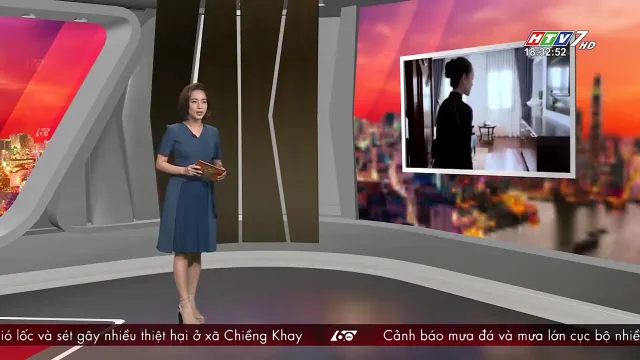 HTV7 HD
18:32:52
ió lốc và sét gây nhiều thiệt hại ở xã Chiềng Khay 60 Cảnh báo mưa đá và mưa lớn cục bộ nhiề